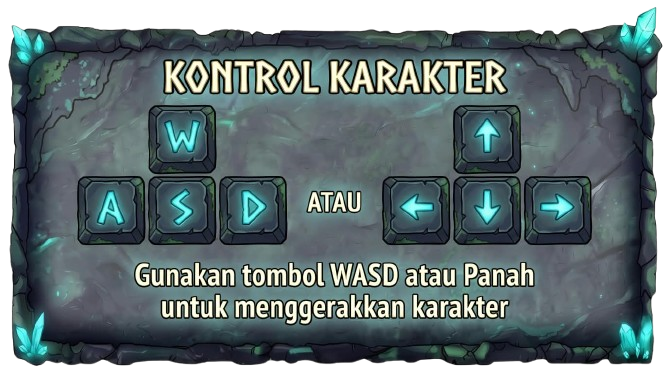 KONTROL KARAKTER
W
A S D ATAU ← ↓ →
↑
Gunakan tombol WASD atau Panah
untuk menggerakkan karakter